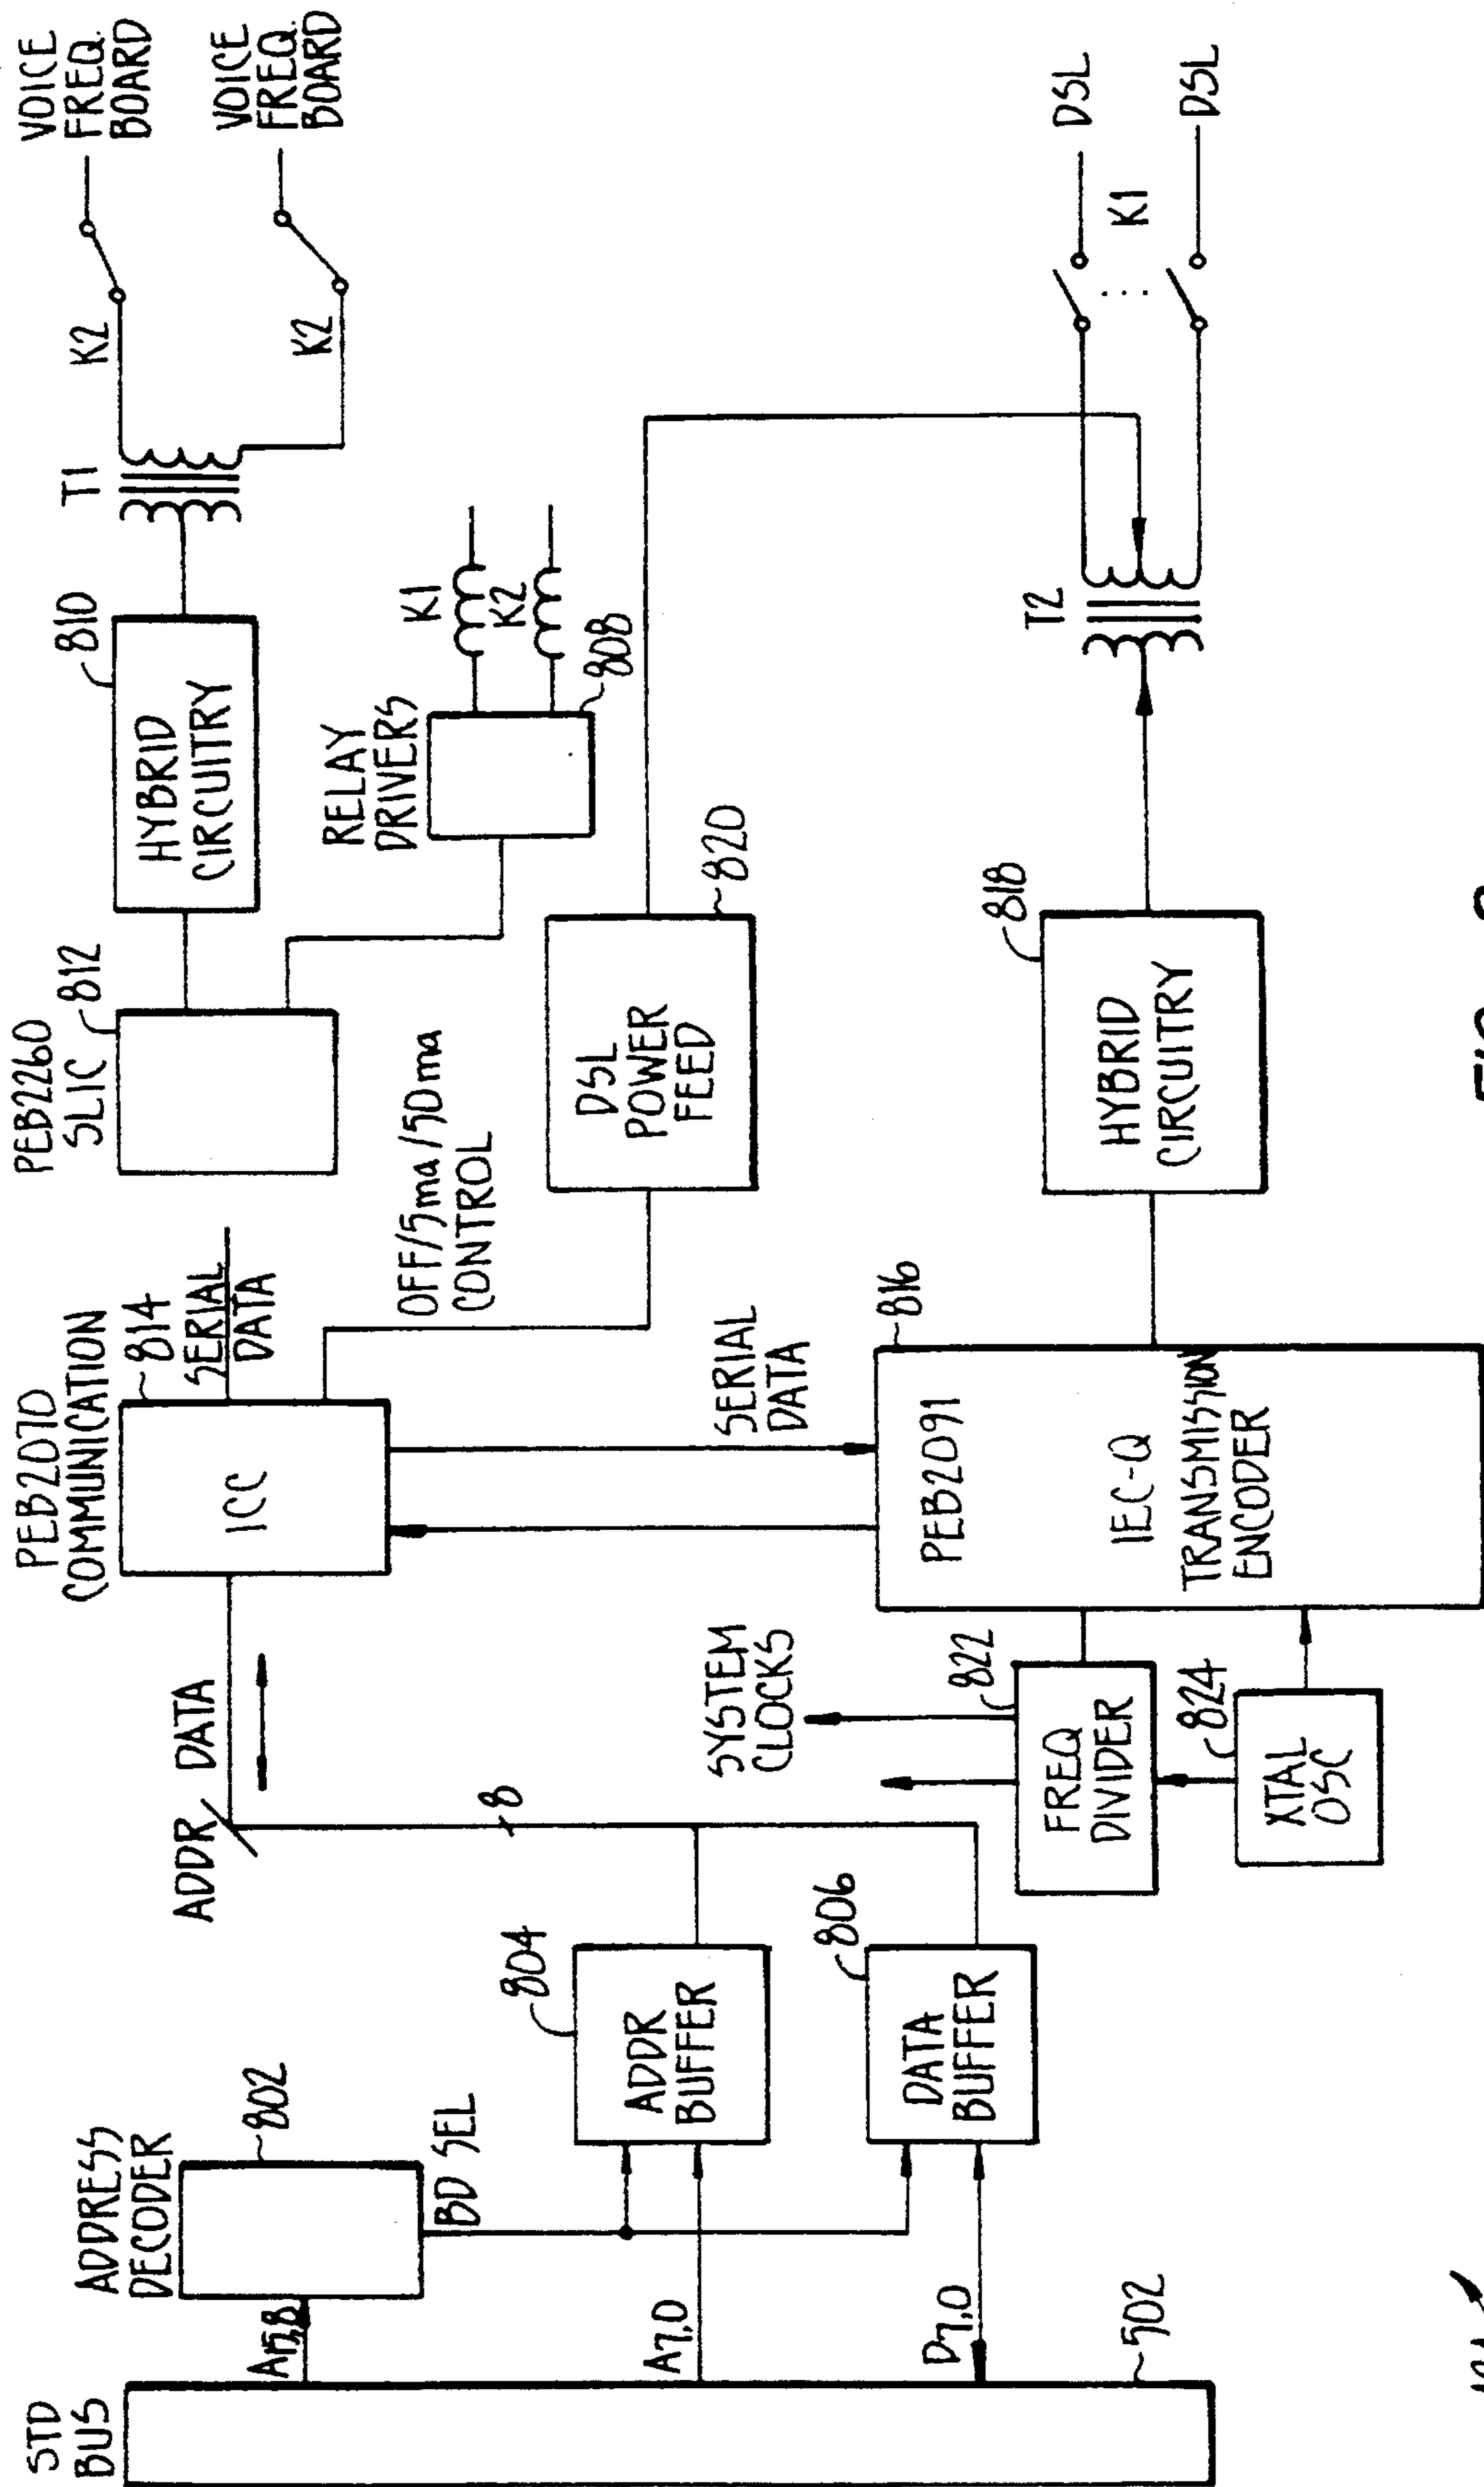 STD
BUS
502
A15,8
A7,0
D7,0
ADDRESS
DECODER
802
BD SEL
804
ADDR
BUFFER
806
DATA
BUFFER
ADDR
DATA
8
SYSTEM
CLOCKS
822
FREQ
DIVIDER
824
XTAL
OSC
PEB2070
COMMUNICATION
814
ICC
SERIAL
DATA
SERIAL
DATA
816
PEB2091
IEC-Q
TRANSMISSION
ENCODER
OFF/5ma/50ma
CONTROL
PEB2260
SLIC
812
810
HYBRID
CIRCUITRY
RELAY
DRIVERS
808
K1
K2
DSL
POWER
FEED
820
818
HYBRID
CIRCUITRY
T1
T2
K2
K2
VOICE
FREQ.
BOARD
VOICE
FREQ.
BOARD
K1
DSL
DSL